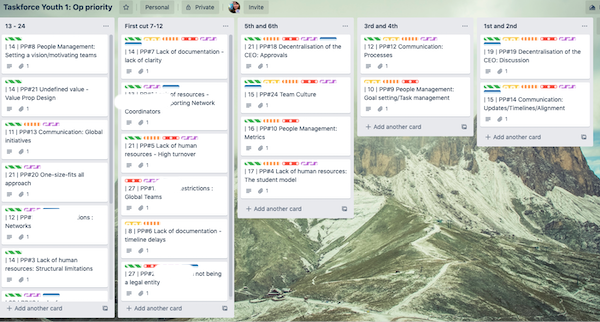 Taskforce Youth 1: Op priority
Personal
Private
Invite
13 - 24
| 14 | PP#8 People Management:
Setting a vision/motivating teams
1
| 14 | PP#21 Undefined value -
Value Prop Design
1
| 11 | PP#13 Communication: Global
Initiatives
1
| 21 | PP#20 One-size-fits all
approach
1
| 12 | PP# ions :
Networks
1
| 14 | PP#3 Lack of human
resources: Structural limitations
1
+ Add another card
First cut 7-12
| 14 | PP#7 Lack of documentation -
lack of clarity
1
of resources -
porting Network
Coordinators
1
| 21 | PP#5 Lack of human
resources - High turnover
1
| 27 | PP#1 strictions :
Global Teams
1
| 8 | PP#6 Lack of documentation -
timeline delays
1
| 27 | PP# not being
a legal entity
1
+ Add another card
5th and 6th
| 21 | PP#18 Decentralisation of the
CEO: Approvals
1
| 15 | PP#24 Team Culture
1
| 16 | PP#10 People Management:
Metrics
1
| 17 | PP#4 Lack of human resources:
The student model
1
+ Add another card
3rd and 4th
| 12 | PP#12 Communication:
Processes
1
| 10 | PP#9 People Management:
Goal setting/Task management
1
+ Add another card
1st and 2nd
| 19 | PP#19 Decentralisation of the
CEO: Discussion
1
| 15 | PP#14 Communication:
Updates/Timelines/Alignment
1
+ Add another card